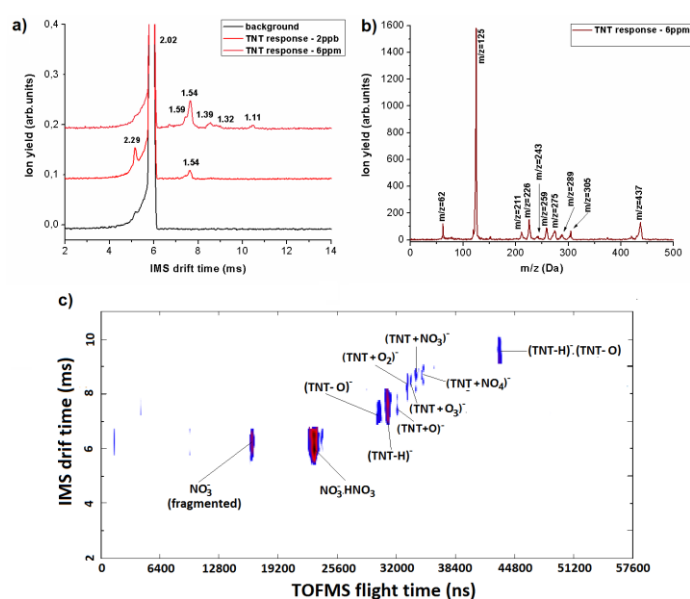 a)
Ion yield (arb.units)
0,4
0,3
0,2
0,1
0,0
background
TNT response - 2ppb
TNT response - 6ppm
2.02
1.54
1.59
1.39
1.32
1.11
2.29
1.54
2 4 6 8 10 12 14
IMS drift time (ms)
b)
Ion yield (arb.units)
1600
1400
1200
1000
800
600
400
200
0
TNT response - 6ppm
m/z=62
m/z=125
m/z=211
m/z=226
m/z=243
m/z=259
m/z=275
m/z=289
m/z=305
m/z=437
0 100 200 300 400 500
m/z (Da)
c)
IMS drif time (ms)
10
8
6
4
2
(TNT+NO₃)⁻
(TNT-H)⁻.(TNT-O)
(TNT+O₂)⁻
(TNT+NO₄)⁻
(TNT-O)⁻
(TNT+O₃)⁻
(TNT+O)⁻
(TNT-H)⁻
NO₃⁻
(fragmented)
NO₃⁻.HNO₃
0 6400 12800 19200 25600 32000 38400 44800 51200 57600
TOFMS flight time (ns)